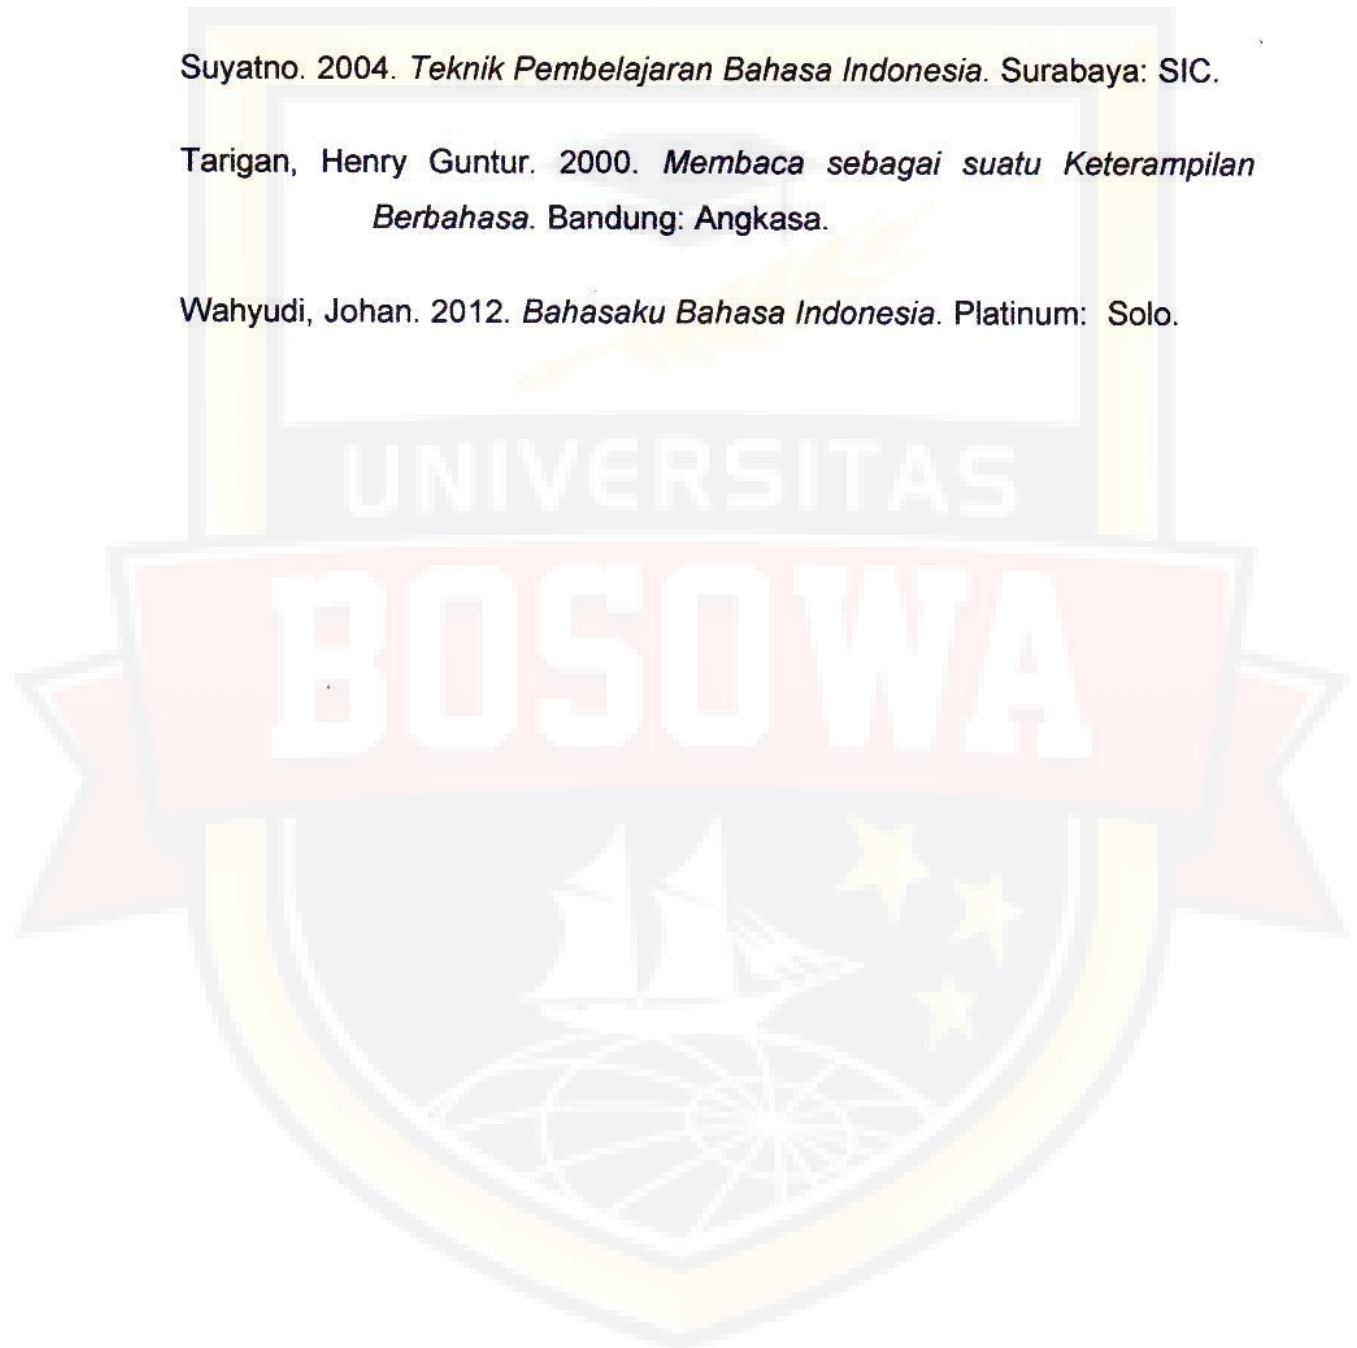 Suyatno. 2004. Teknik Pembelajaran Bahasa Indonesia. Surabaya: SIC.
Tarigan, Henry Guntur. 2000. Membaca sebagai suatu Keterampilan
Berbahasa. Bandung: Angkasa.
Wahyudi, Johan. 2012. Bahasaku Bahasa Indonesia. Platinum: Solo.
UNIVERSITAS
BOSOWA